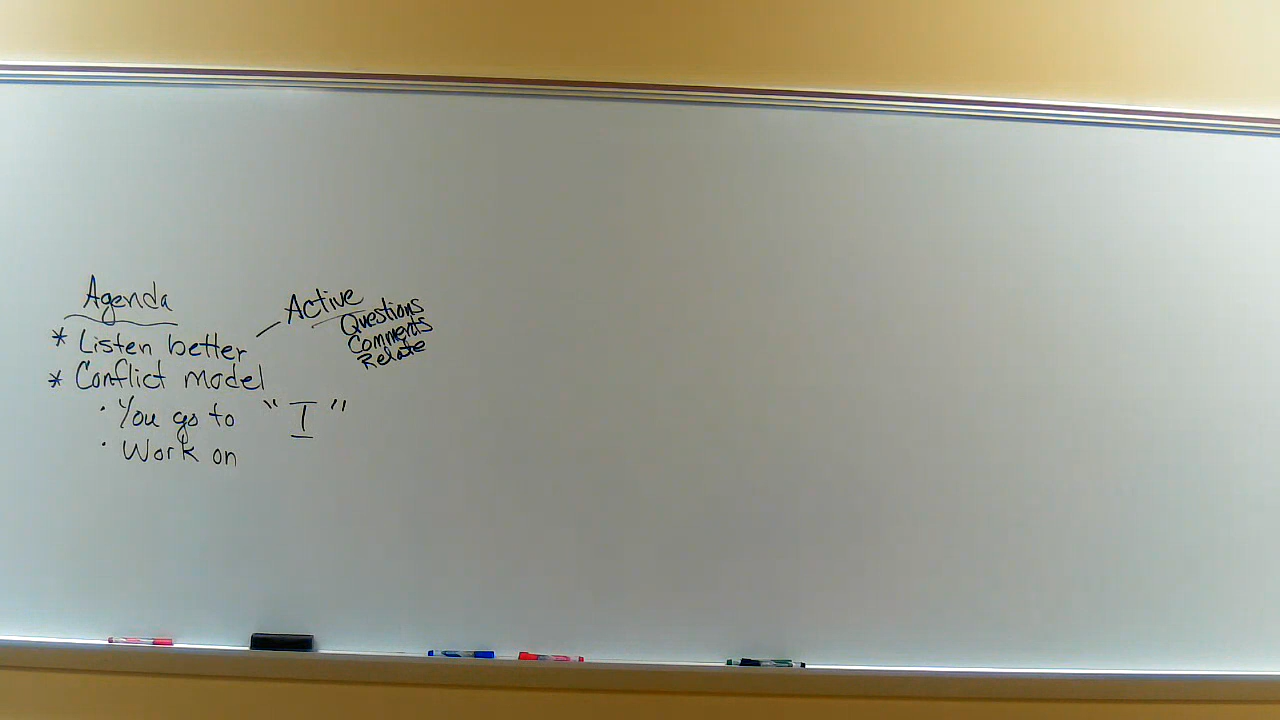 Agenda
* Listen better — Active
Questions
Comments
Relate
* Conflict model
· You go to "I"
· Work on